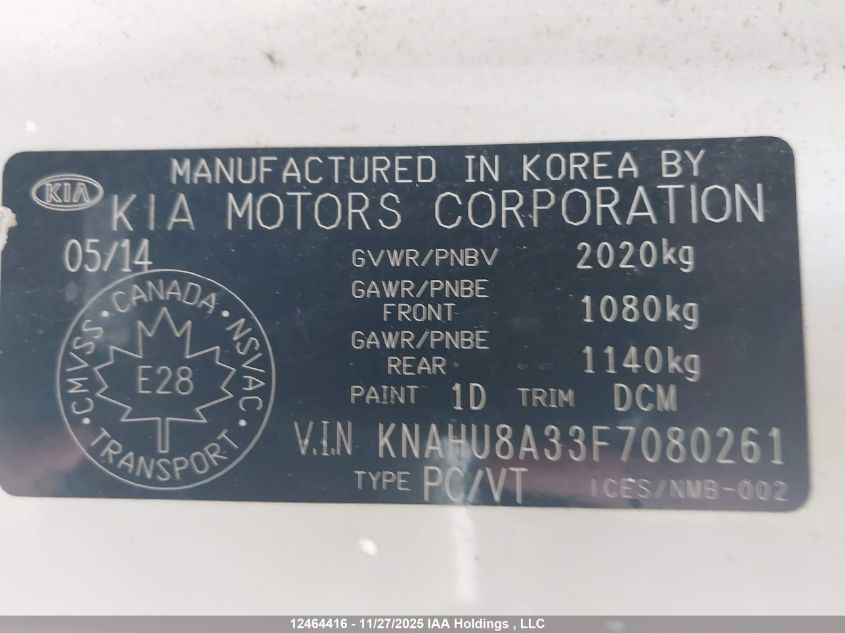 MANUFACTURED IN KOREA BY
KIA
KIA MOTORS CORPORATION
05/14
GVWR/PNBV 2020kg
GAWR/PNBE
FRONT 1080kg
GAWR/PNBE
REAR 1140kg
PAINT 1D TRIM DCM
V.I.N KNAHU8A33F7080261
TYPE PC/VT ICES/NMB-002
CANADA · NSVAC · TRANSPORT · CMVSS ·
E28
12464416 - 11/27/2025 IAA Holdings , LLC